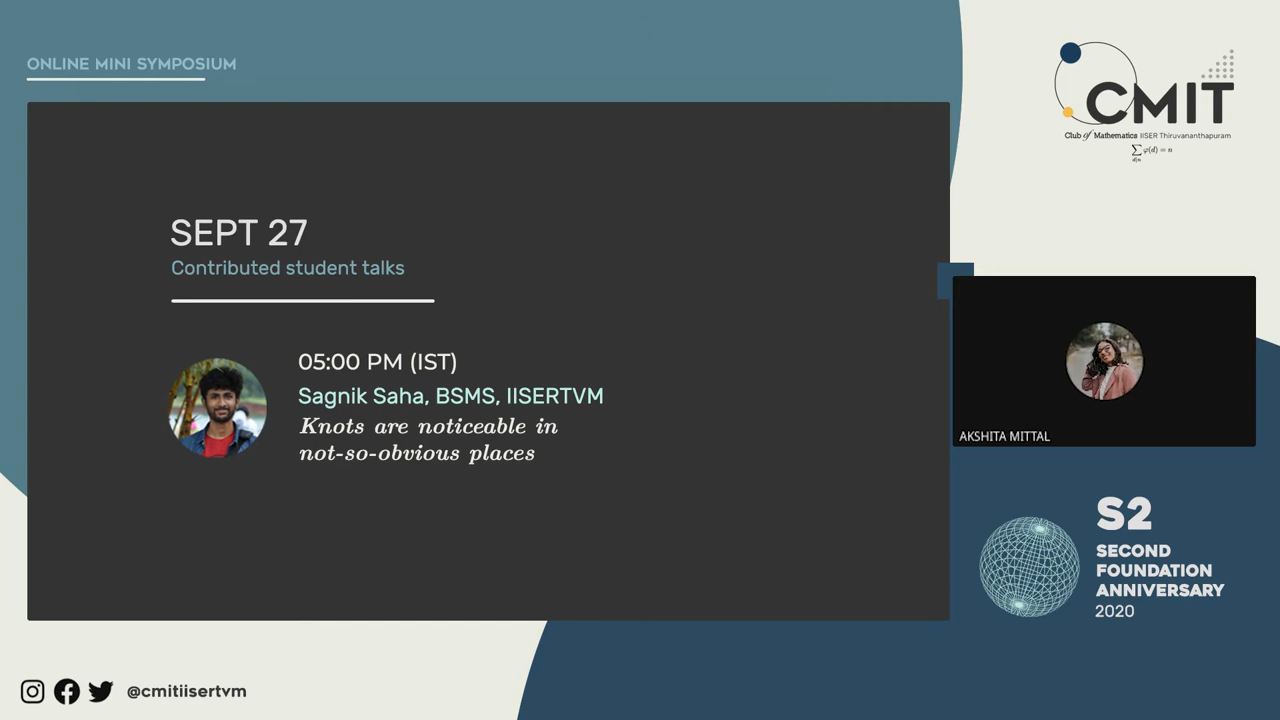 ONLINE MINI SYMPOSIUM
CMIT
Club of Mathematics IISER Thiruvananthapuram
∑ φ(d) = n
d|n
SEPT 27
Contributed student talks
05:00 PM (IST)
Sagnik Saha, BSMS, IISERTVM
Knots are noticeable in
not-so-obvious places
AKSHITA MITTAL
S2
SECOND
FOUNDATION
ANNIVERSARY
2020
@cmitiisertvm